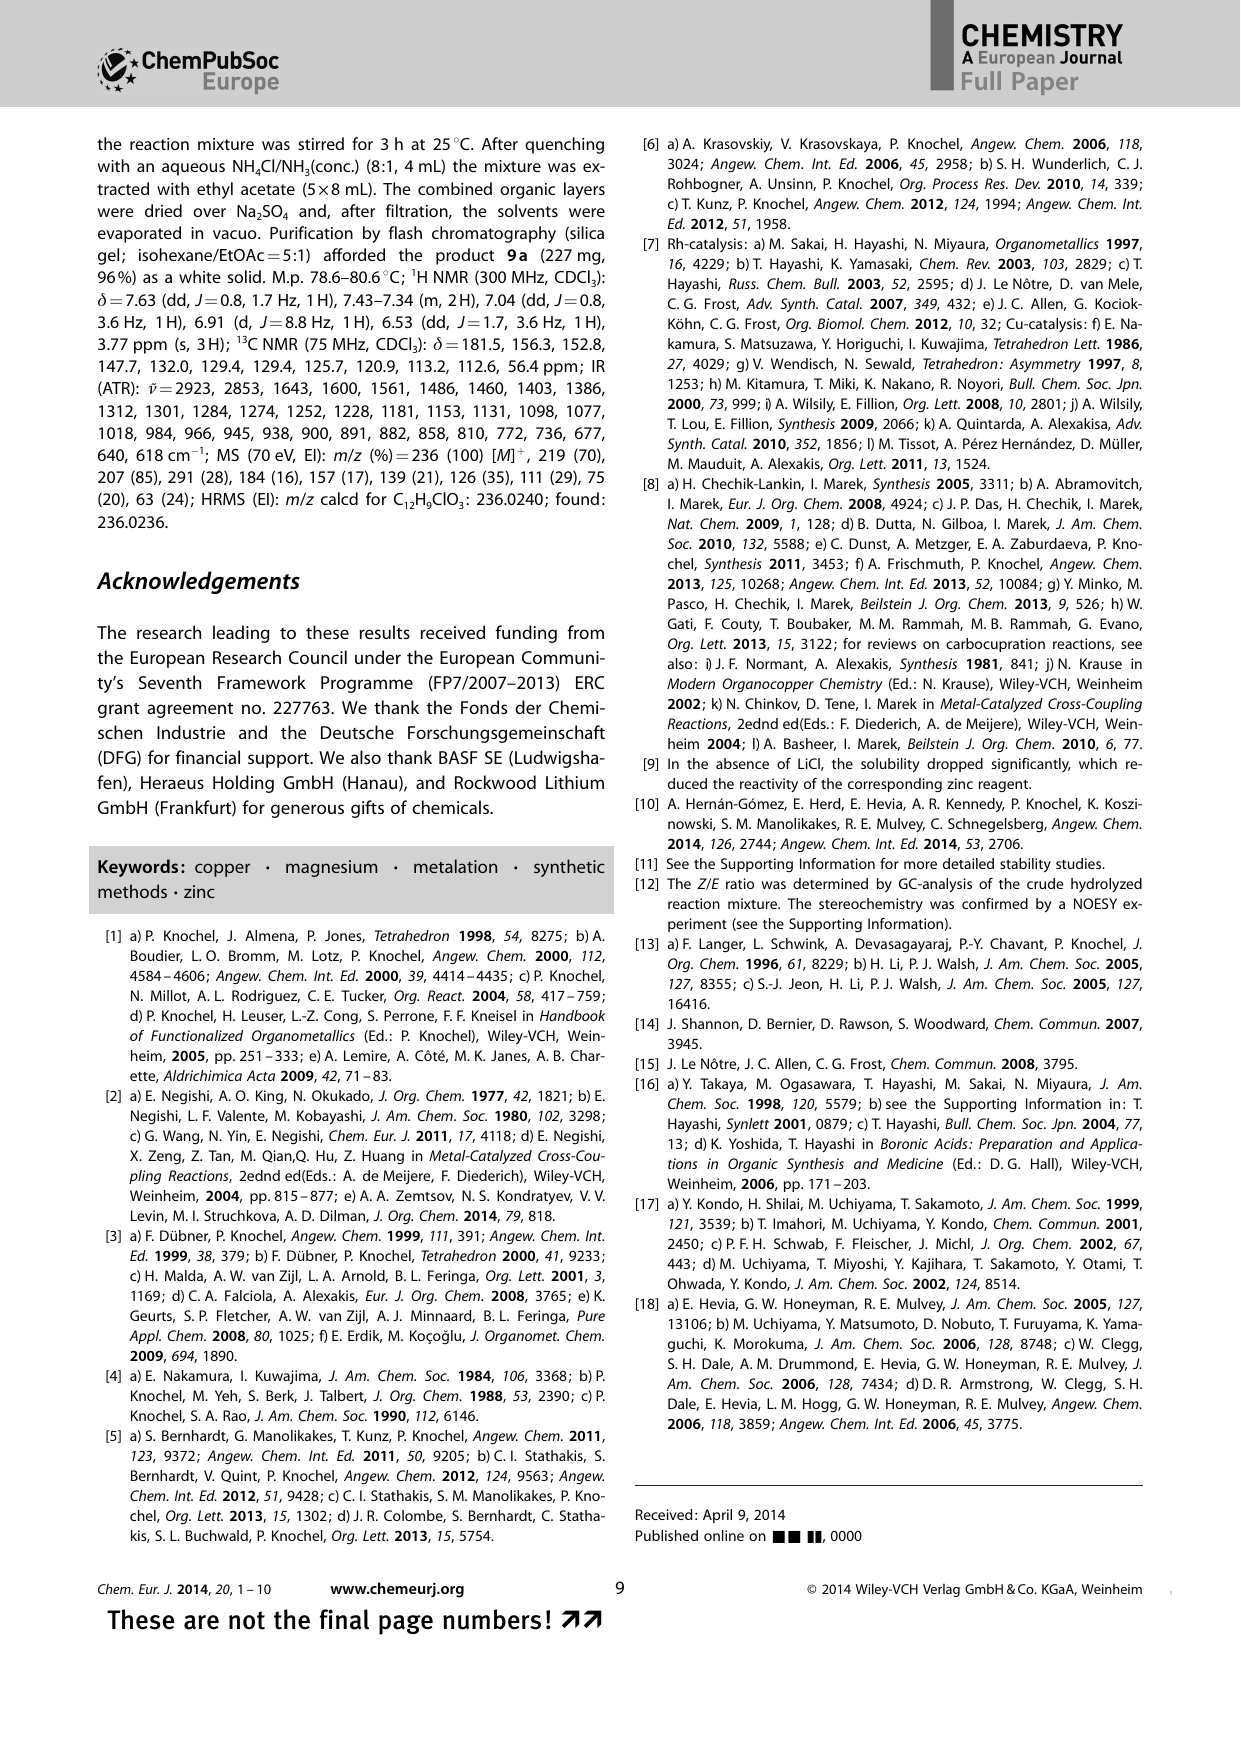 ChemPubSoc
Europe
CHEMISTRY
A European Journal
Full Paper
the reaction mixture was stirred for 3 h at 25 °C. After quenching
with an aqueous NH₄Cl/NH₃(conc.) (8:1, 4 mL) the mixture was ex-
tracted with ethyl acetate (5×8 mL). The combined organic layers
were dried over Na₂SO₄ and, after filtration, the solvents were
evaporated in vacuo. Purification by flash chromatography (silica
gel; isohexane/EtOAc=5:1) afforded the product 9a (227 mg,
96%) as a white solid. M.p. 78.6–80.6 °C; ¹H NMR (300 MHz, CDCl₃):
δ=7.63 (dd, J=0.8, 1.7 Hz, 1H), 7.43–7.34 (m, 2H), 7.04 (dd, J=0.8,
3.6 Hz, 1H), 6.91 (d, J=8.8 Hz, 1H), 6.53 (dd, J=1.7, 3.6 Hz, 1H),
3.77 ppm (s, 3H); ¹³C NMR (75 MHz, CDCl₃): δ=181.5, 156.3, 152.8,
147.7, 132.0, 129.4, 129.4, 125.7, 120.9, 113.2, 112.6, 56.4 ppm; IR
(ATR): ν̃=2923, 2853, 1643, 1600, 1561, 1486, 1460, 1403, 1386,
1312, 1301, 1284, 1274, 1252, 1228, 1181, 1153, 1131, 1098, 1077,
1018, 984, 966, 945, 938, 900, 891, 882, 858, 810, 772, 736, 677,
640, 618 cm⁻¹; MS (70 eV, EI): m/z (%)=236 (100) [M]⁺, 219 (70),
207 (85), 291 (28), 184 (16), 157 (17), 139 (21), 126 (35), 111 (29), 75
(20), 63 (24); HRMS (EI): m/z calcd for C₁₂H₉ClO₃: 236.0240; found:
236.0236.
Acknowledgements
The research leading to these results received funding from
the European Research Council under the European Communi-
ty's Seventh Framework Programme (FP7/2007–2013) ERC
grant agreement no. 227763. We thank the Fonds der Chemi-
schen Industrie and the Deutsche Forschungsgemeinschaft
(DFG) for financial support. We also thank BASF SE (Ludwigsha-
fen), Heraeus Holding GmbH (Hanau), and Rockwood Lithium
GmbH (Frankfurt) for generous gifts of chemicals.
Keywords: copper · magnesium · metalation · synthetic
methods · zinc
[1] a) P. Knochel, J. Almena, P. Jones, Tetrahedron 1998, 54, 8275; b) A.
Boudier, L. O. Bromm, M. Lotz, P. Knochel, Angew. Chem. 2000, 112,
4584–4606; Angew. Chem. Int. Ed. 2000, 39, 4414–4435; c) P. Knochel,
N. Millot, A. L. Rodriguez, C. E. Tucker, Org. React. 2004, 58, 417–759;
d) P. Knochel, H. Leuser, L.-Z. Cong, S. Perrone, F. F. Kneisel in Handbook
of Functionalized Organometallics (Ed.: P. Knochel), Wiley-VCH, Wein-
heim, 2005, pp. 251–333; e) A. Lemire, A. Côté, M. K. Janes, A. B. Char-
ette, Aldrichimica Acta 2009, 42, 71–83.
[2] a) E. Negishi, A. O. King, N. Okukado, J. Org. Chem. 1977, 42, 1821; b) E.
Negishi, L. F. Valente, M. Kobayashi, J. Am. Chem. Soc. 1980, 102, 3298;
c) G. Wang, N. Yin, E. Negishi, Chem. Eur. J. 2011, 17, 4118; d) E. Negishi,
X. Zeng, Z. Tan, M. Qian,Q. Hu, Z. Huang in Metal-Catalyzed Cross-Cou-
pling Reactions, 2ednd ed(Eds.: A. de Meijere, F. Diederich), Wiley-VCH,
Weinheim, 2004, pp. 815–877; e) A. A. Zemtsov, N. S. Kondratyev, V. V.
Levin, M. I. Struchkova, A. D. Dilman, J. Org. Chem. 2014, 79, 818.
[3] a) F. Dübner, P. Knochel, Angew. Chem. 1999, 111, 391; Angew. Chem. Int.
Ed. 1999, 38, 379; b) F. Dübner, P. Knochel, Tetrahedron 2000, 41, 9233;
c) H. Malda, A. W. van Zijl, L. A. Arnold, B. L. Feringa, Org. Lett. 2001, 3,
1169; d) C. A. Falciola, A. Alexakis, Eur. J. Org. Chem. 2008, 3765; e) K.
Geurts, S. P. Fletcher, A. W. van Zijl, A. J. Minnaard, B. L. Feringa, Pure
Appl. Chem. 2008, 80, 1025; f) E. Erdik, M. Koçoğlu, J. Organomet. Chem.
2009, 694, 1890.
[4] a) E. Nakamura, I. Kuwajima, J. Am. Chem. Soc. 1984, 106, 3368; b) P.
Knochel, M. Yeh, S. Berk, J. Talbert, J. Org. Chem. 1988, 53, 2390; c) P.
Knochel, S. A. Rao, J. Am. Chem. Soc. 1990, 112, 6146.
[5] a) S. Bernhardt, G. Manolikakes, T. Kunz, P. Knochel, Angew. Chem. 2011,
123, 9372; Angew. Chem. Int. Ed. 2011, 50, 9205; b) C. I. Stathakis, S.
Bernhardt, V. Quint, P. Knochel, Angew. Chem. 2012, 124, 9563; Angew.
Chem. Int. Ed. 2012, 51, 9428; c) C. I. Stathakis, S. M. Manolikakes, P. Kno-
chel, Org. Lett. 2013, 15, 1302; d) J. R. Colombe, S. Bernhardt, C. Statha-
kis, S. L. Buchwald, P. Knochel, Org. Lett. 2013, 15, 5754.
[6] a) A. Krasovskiy, V. Krasovskaya, P. Knochel, Angew. Chem. 2006, 118,
3024; Angew. Chem. Int. Ed. 2006, 45, 2958; b) S. H. Wunderlich, C. J.
Rohbogner, A. Unsinn, P. Knochel, Org. Process Res. Dev. 2010, 14, 339;
c) T. Kunz, P. Knochel, Angew. Chem. 2012, 124, 1994; Angew. Chem. Int.
Ed. 2012, 51, 1958.
[7] Rh-catalysis: a) M. Sakai, H. Hayashi, N. Miyaura, Organometallics 1997,
16, 4229; b) T. Hayashi, K. Yamasaki, Chem. Rev. 2003, 103, 2829; c) T.
Hayashi, Russ. Chem. Bull. 2003, 52, 2595; d) J. Le Nôtre, D. van Mele,
C. G. Frost, Adv. Synth. Catal. 2007, 349, 432; e) J. C. Allen, G. Kociok-
Köhn, C. G. Frost, Org. Biomol. Chem. 2012, 10, 32; Cu-catalysis: f) E. Na-
kamura, S. Matsuzawa, Y. Horiguchi, I. Kuwajima, Tetrahedron Lett. 1986,
27, 4029; g) V. Wendisch, N. Sewald, Tetrahedron: Asymmetry 1997, 8,
1253; h) M. Kitamura, T. Miki, K. Nakano, R. Noyori, Bull. Chem. Soc. Jpn.
2000, 73, 999; i) A. Wilsily, E. Fillion, Org. Lett. 2008, 10, 2801; j) A. Wilsily,
T. Lou, E. Fillion, Synthesis 2009, 2066; k) A. Quintarda, A. Alexakisa, Adv.
Synth. Catal. 2010, 352, 1856; l) M. Tissot, A. Pérez Hernández, D. Müller,
M. Mauduit, A. Alexakis, Org. Lett. 2011, 13, 1524.
[8] a) H. Chechik-Lankin, I. Marek, Synthesis 2005, 3311; b) A. Abramovitch,
I. Marek, Eur. J. Org. Chem. 2008, 4924; c) J. P. Das, H. Chechik, I. Marek,
Nat. Chem. 2009, 1, 128; d) B. Dutta, N. Gilboa, I. Marek, J. Am. Chem.
Soc. 2010, 132, 5588; e) C. Dunst, A. Metzger, E. A. Zaburdaeva, P. Kno-
chel, Synthesis 2011, 3453; f) A. Frischmuth, P. Knochel, Angew. Chem.
2013, 125, 10268; Angew. Chem. Int. Ed. 2013, 52, 10084; g) Y. Minko, M.
Pasco, H. Chechik, I. Marek, Beilstein J. Org. Chem. 2013, 9, 526; h) W.
Gati, F. Couty, T. Boubaker, M. M. Rammah, M. B. Rammah, G. Evano,
Org. Lett. 2013, 15, 3122; for reviews on carbocupration reactions, see
also: i) J. F. Normant, A. Alexakis, Synthesis 1981, 841; j) N. Krause in
Modern Organocopper Chemistry (Ed.: N. Krause), Wiley-VCH, Weinheim
2002; k) N. Chinkov, D. Tene, I. Marek in Metal-Catalyzed Cross-Coupling
Reactions, 2ednd ed(Eds.: F. Diederich, A. de Meijere), Wiley-VCH, Wein-
heim 2004; l) A. Basheer, I. Marek, Beilstein J. Org. Chem. 2010, 6, 77.
[9] In the absence of LiCl, the solubility dropped significantly, which re-
duced the reactivity of the corresponding zinc reagent.
[10] A. Hernán-Gómez, E. Herd, E. Hevia, A. R. Kennedy, P. Knochel, K. Koszi-
nowski, S. M. Manolikakes, R. E. Mulvey, C. Schnegelsberg, Angew. Chem.
2014, 126, 2744; Angew. Chem. Int. Ed. 2014, 53, 2706.
[11] See the Supporting Information for more detailed stability studies.
[12] The Z/E ratio was determined by GC-analysis of the crude hydrolyzed
reaction mixture. The stereochemistry was confirmed by a NOESY ex-
periment (see the Supporting Information).
[13] a) F. Langer, L. Schwink, A. Devasagayaraj, P.-Y. Chavant, P. Knochel, J.
Org. Chem. 1996, 61, 8229; b) H. Li, P. J. Walsh, J. Am. Chem. Soc. 2005,
127, 8355; c) S.-J. Jeon, H. Li, P. J. Walsh, J. Am. Chem. Soc. 2005, 127,
16416.
[14] J. Shannon, D. Bernier, D. Rawson, S. Woodward, Chem. Commun. 2007,
3945.
[15] J. Le Nôtre, J. C. Allen, C. G. Frost, Chem. Commun. 2008, 3795.
[16] a) Y. Takaya, M. Ogasawara, T. Hayashi, M. Sakai, N. Miyaura, J. Am.
Chem. Soc. 1998, 120, 5579; b) see the Supporting Information in: T.
Hayashi, Synlett 2001, 0879; c) T. Hayashi, Bull. Chem. Soc. Jpn. 2004, 77,
13; d) K. Yoshida, T. Hayashi in Boronic Acids: Preparation and Applica-
tions in Organic Synthesis and Medicine (Ed.: D. G. Hall), Wiley-VCH,
Weinheim, 2006, pp. 171–203.
[17] a) Y. Kondo, H. Shilai, M. Uchiyama, T. Sakamoto, J. Am. Chem. Soc. 1999,
121, 3539; b) T. Imahori, M. Uchiyama, Y. Kondo, Chem. Commun. 2001,
2450; c) P. F. H. Schwab, F. Fleischer, J. Michl, J. Org. Chem. 2002, 67,
443; d) M. Uchiyama, T. Miyoshi, Y. Kajihara, T. Sakamoto, Y. Otami, T.
Ohwada, Y. Kondo, J. Am. Chem. Soc. 2002, 124, 8514.
[18] a) E. Hevia, G. W. Honeyman, R. E. Mulvey, J. Am. Chem. Soc. 2005, 127,
13106; b) M. Uchiyama, Y. Matsumoto, D. Nobuto, T. Furuyama, K. Yama-
guchi, K. Morokuma, J. Am. Chem. Soc. 2006, 128, 8748; c) W. Clegg,
S. H. Dale, A. M. Drummond, E. Hevia, G. W. Honeyman, R. E. Mulvey, J.
Am. Chem. Soc. 2006, 128, 7434; d) D. R. Armstrong, W. Clegg, S. H.
Dale, E. Hevia, L. M. Hogg, G. W. Honeyman, R. E. Mulvey, Angew. Chem.
2006, 118, 3859; Angew. Chem. Int. Ed. 2006, 45, 3775.
Received: April 9, 2014
Published online on ■■ ▮▮, 0000
Chem. Eur. J. 2014, 20, 1–10 www.chemeurj.org 9 © 2014 Wiley-VCH Verlag GmbH & Co. KGaA, Weinheim
These are not the final page numbers! ↗↗